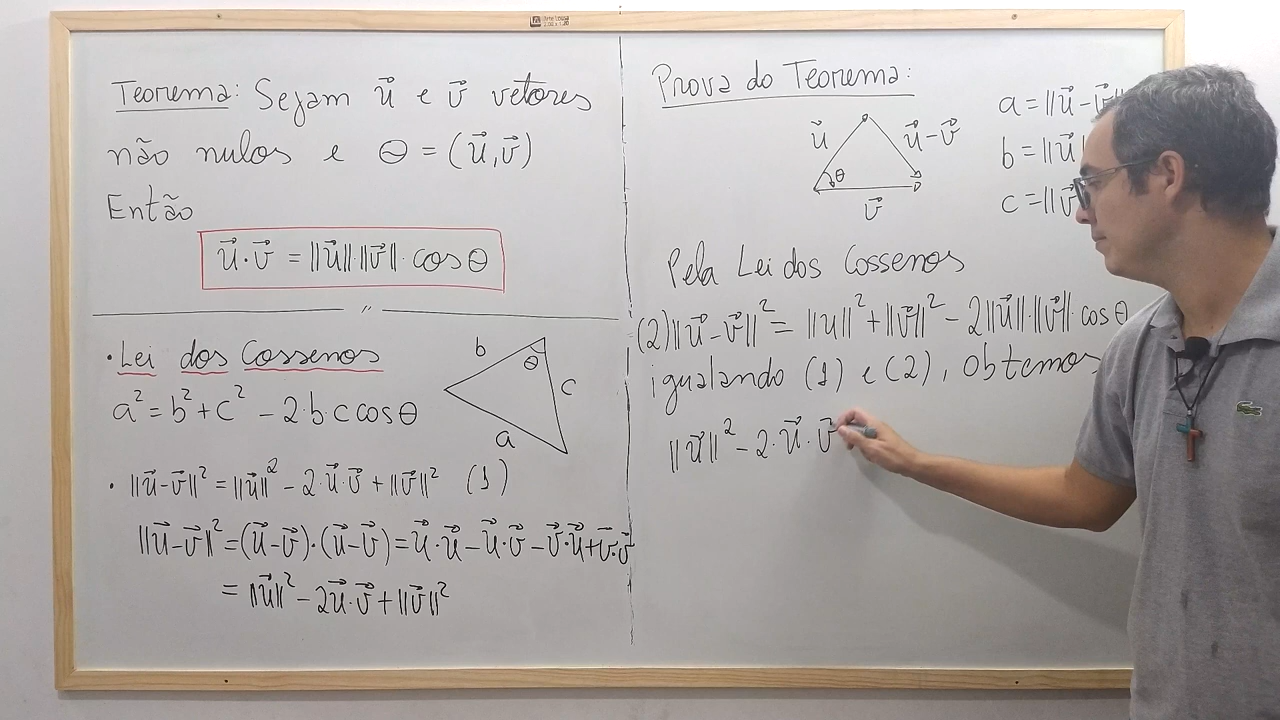 Teorema: Sejam u⃗ e v⃗ vetores
não nulos e θ = (u⃗,v⃗)
Então
u⃗·v⃗ = ||u⃗||·||v⃗||·cos θ
//
• Lei dos Cossenos
a² = b² + c² - 2·b·c cos θ
b
θ
c
a
• ||u⃗-v⃗||² = ||u⃗||² - 2·u⃗·v⃗ + ||v⃗||² (1)
||u⃗-v⃗||² = (u⃗-v⃗)·(u⃗-v⃗) = u⃗·u⃗ - u⃗·v⃗ - v⃗·u⃗ + v⃗·v⃗
= ||u⃗||² - 2u⃗·v⃗ + ||v⃗||²
Prova do Teorema:
u⃗
u⃗-v⃗
θ
v⃗
a = ||u⃗-v⃗||
b = ||u⃗||
c = ||v⃗
Pela Lei dos Cossenos
(2) ||u⃗-v⃗||² = ||u||² + ||v⃗||² - 2||u⃗||·||v⃗||·cos θ
igualando (1) e (2), obtemos
||u⃗||² - 2·u⃗·v⃗